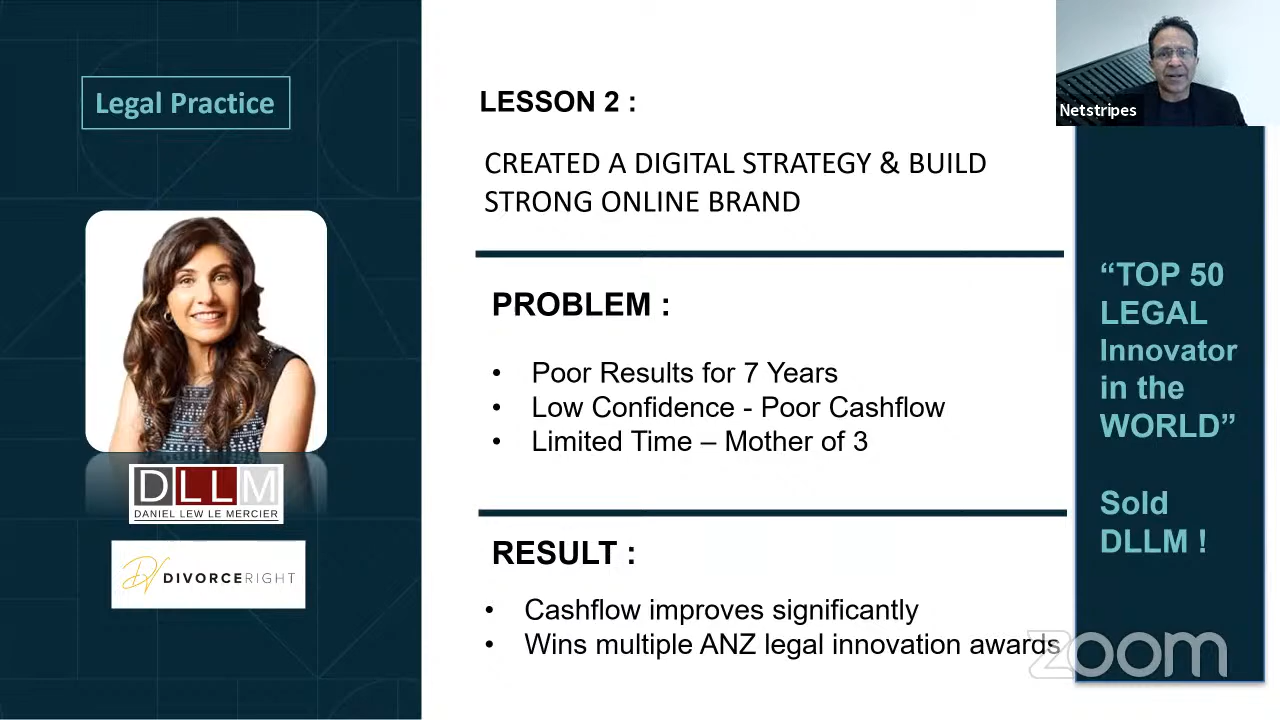 Legal Practice
DLLM
DANIEL LEW LE MERCIER
DIVORCERIGHT
LESSON 2 :
CREATED A DIGITAL STRATEGY & BUILD
STRONG ONLINE BRAND
PROBLEM :
• Poor Results for 7 Years
• Low Confidence - Poor Cashflow
• Limited Time – Mother of 3
RESULT :
• Cashflow improves significantly
• Wins multiple ANZ legal innovation awards
Netstripes
“TOP 50
LEGAL
Innovator
in the
WORLD”
Sold
DLLM !
zoom